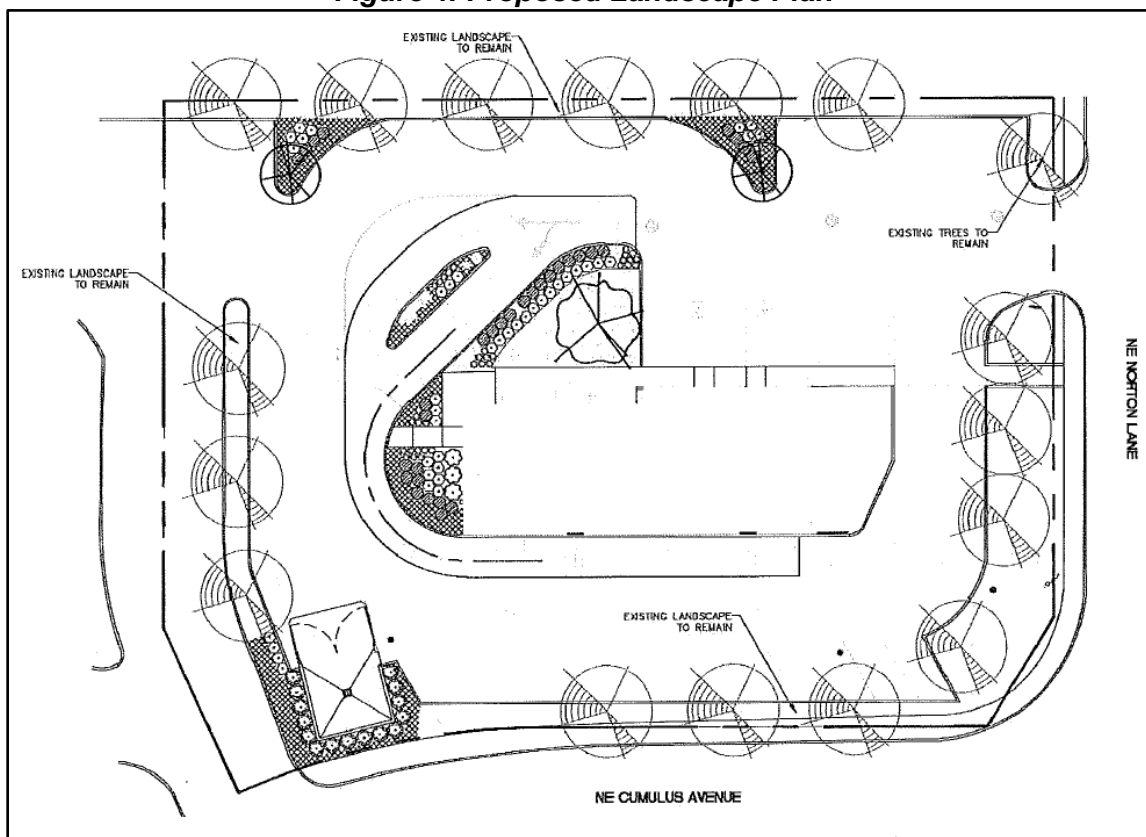 Figure 4: Proposed Landscape Plan
EXISTING LANDSCAPE
TO REMAIN
EXISTING TREES TO
REMAIN
EXISTING LANDSCAPE
TO REMAIN
NE NORTON LANE
EXISTING LANDSCAPE
TO REMAIN
NE CUMULUS AVENUE